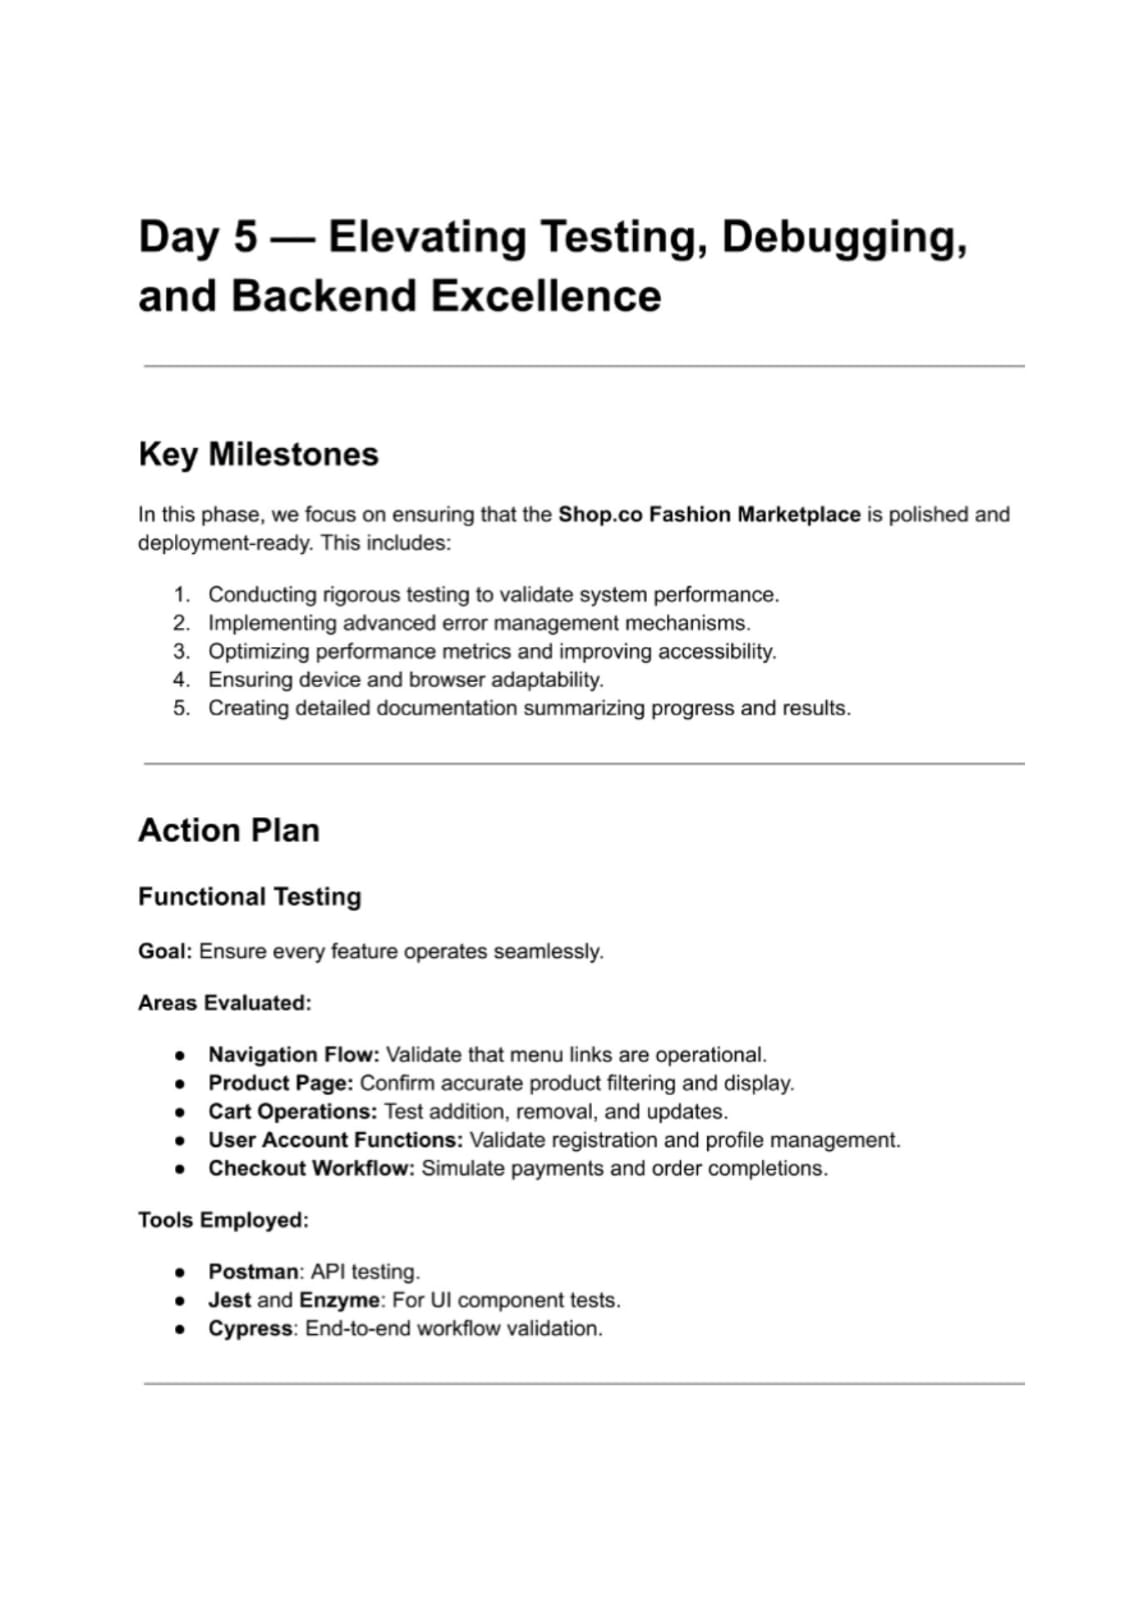 Day 5 — Elevating Testing, Debugging,
and Backend Excellence
Key Milestones
In this phase, we focus on ensuring that the Shop.co Fashion Marketplace is polished and
deployment-ready. This includes:
1. Conducting rigorous testing to validate system performance.
2. Implementing advanced error management mechanisms.
3. Optimizing performance metrics and improving accessibility.
4. Ensuring device and browser adaptability.
5. Creating detailed documentation summarizing progress and results.
Action Plan
Functional Testing
Goal: Ensure every feature operates seamlessly.
Areas Evaluated:
● Navigation Flow: Validate that menu links are operational.
● Product Page: Confirm accurate product filtering and display.
● Cart Operations: Test addition, removal, and updates.
● User Account Functions: Validate registration and profile management.
● Checkout Workflow: Simulate payments and order completions.
Tools Employed:
● Postman: API testing.
● Jest and Enzyme: For UI component tests.
● Cypress: End-to-end workflow validation.